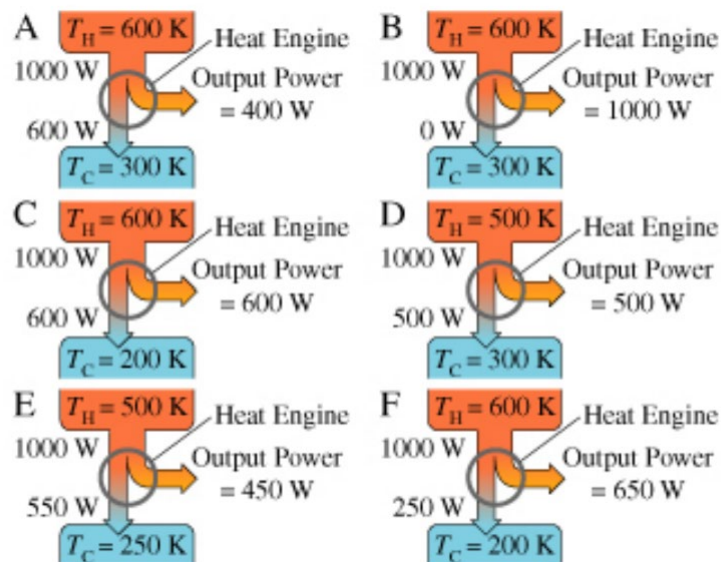 A
T_H = 600 K
Heat Engine
1000 W
Output Power
= 400 W
600 W
T_C = 300 K
B
T_H = 600 K
Heat Engine
1000 W
Output Power
= 1000 W
0 W
T_C = 300 K
C
T_H = 600 K
Heat Engine
1000 W
Output Power
= 600 W
600 W
T_C = 200 K
D
T_H = 500 K
Heat Engine
1000 W
Output Power
= 500 W
500 W
T_C = 300 K
E
T_H = 500 K
Heat Engine
1000 W
Output Power
= 450 W
550 W
T_C = 250 K
F
T_H = 600 K
Heat Engine
1000 W
Output Power
= 650 W
250 W
T_C = 200 K